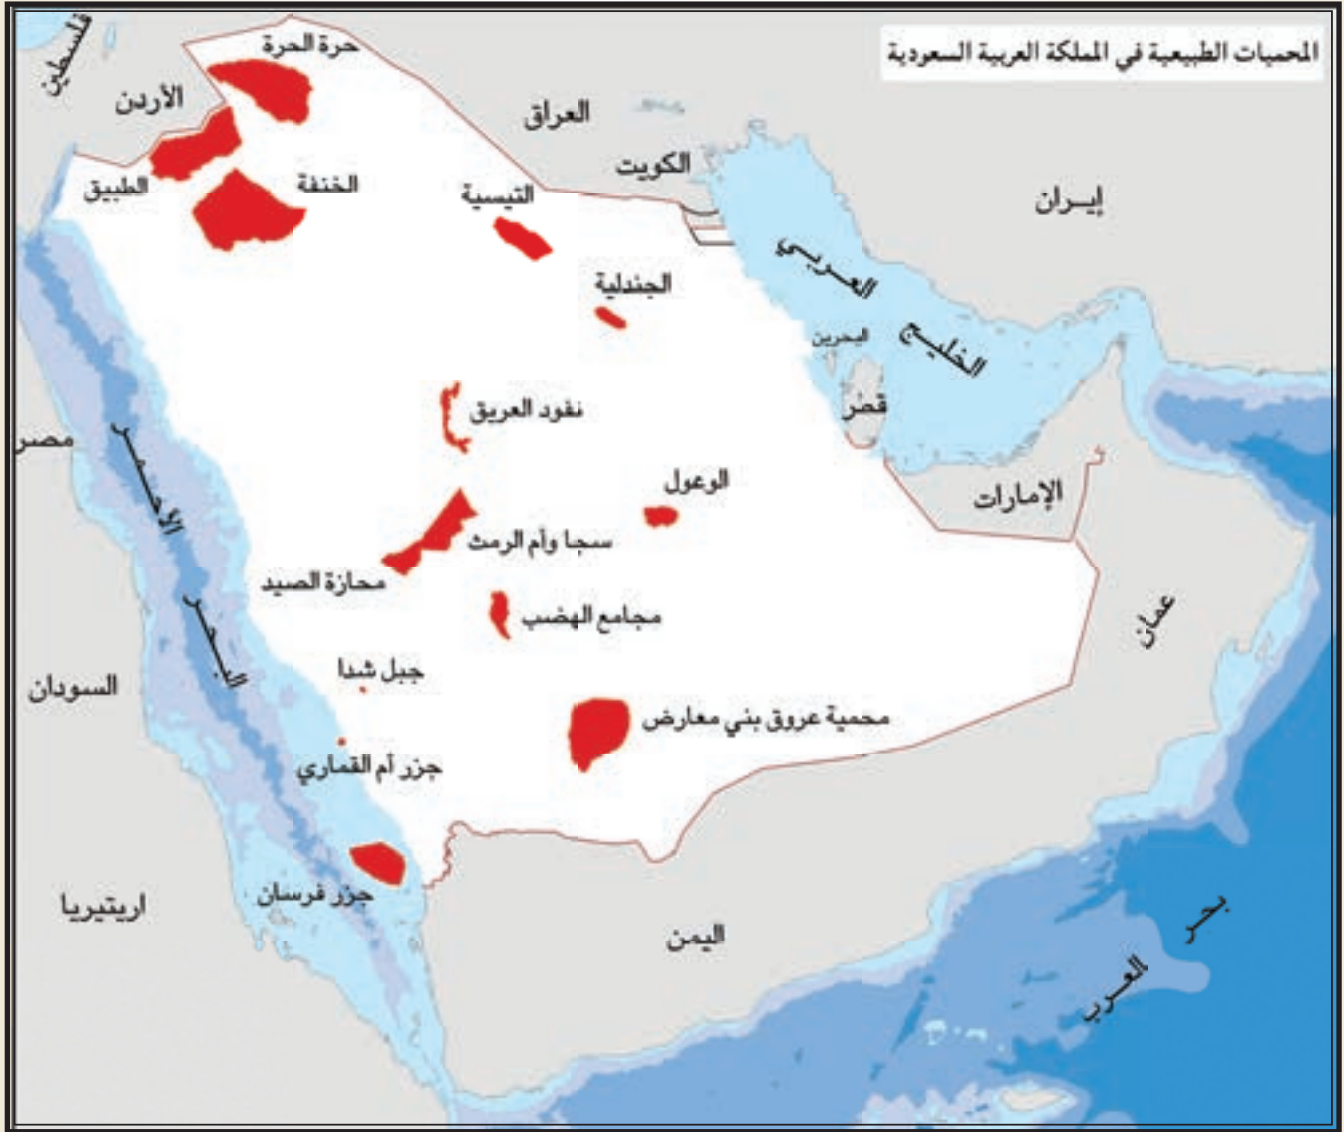 المحميات الطبيعية في المملكة العربية السعودية
فلسطين
حرة الحرة
الأردن
العراق
الكويت
إيران
الطبيق
الخنفة
التيسية
الجندلية
الخليج العربي
البحرين
قطر
نفود العريق
مصر
الوعول
الإمارات
سجا وأم الرمث
محازة الصيد
مجامع الهضب
عمان
البحر الأحمر
السودان
جبل شدا
محمية عروق بني معارض
جزر أم القماري
جزر فرسان
اريتيريا
اليمن
بحر العرب